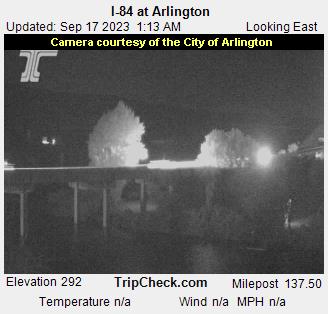 I-84 at Arlington
Updated: Sep 17 2023 1:13 AM Looking East
Camera courtesy of the City of Arlington
Elevation 292 TripCheck.com Milepost 137.50
Temperature n/a Wind n/a MPH n/a